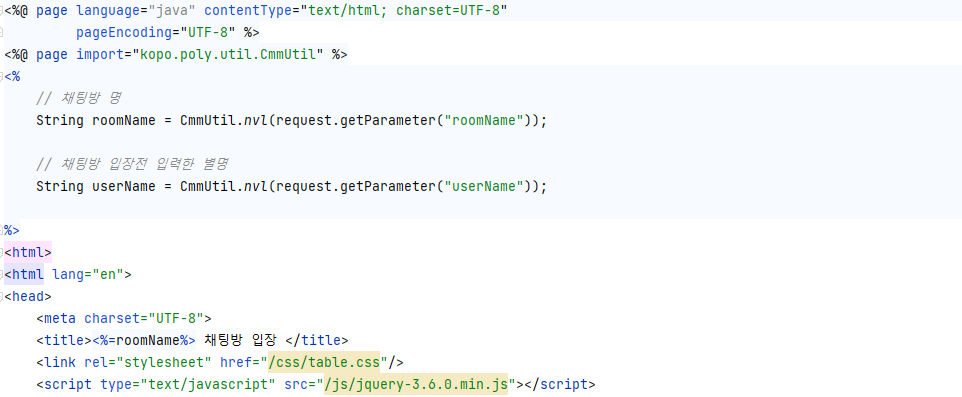 <%@ page language="java" contentType="text/html; charset=UTF-8"
         pageEncoding="UTF-8" %>
<%@ page import="kopo.poly.util.CmmUtil" %>
<%
    // 채팅방 명
    String roomName = CmmUtil.nvl(request.getParameter("roomName"));

    // 채팅방 입장전 입력한 별명
    String userName = CmmUtil.nvl(request.getParameter("userName"));

%>
<html>
<html lang="en">
<head>
    <meta charset="UTF-8">
    <title><%=roomName%> 채팅방 입장 </title>
    <link rel="stylesheet" href="/css/table.css"/>
    <script type="text/javascript" src="/js/jquery-3.6.0.min.js"></script>